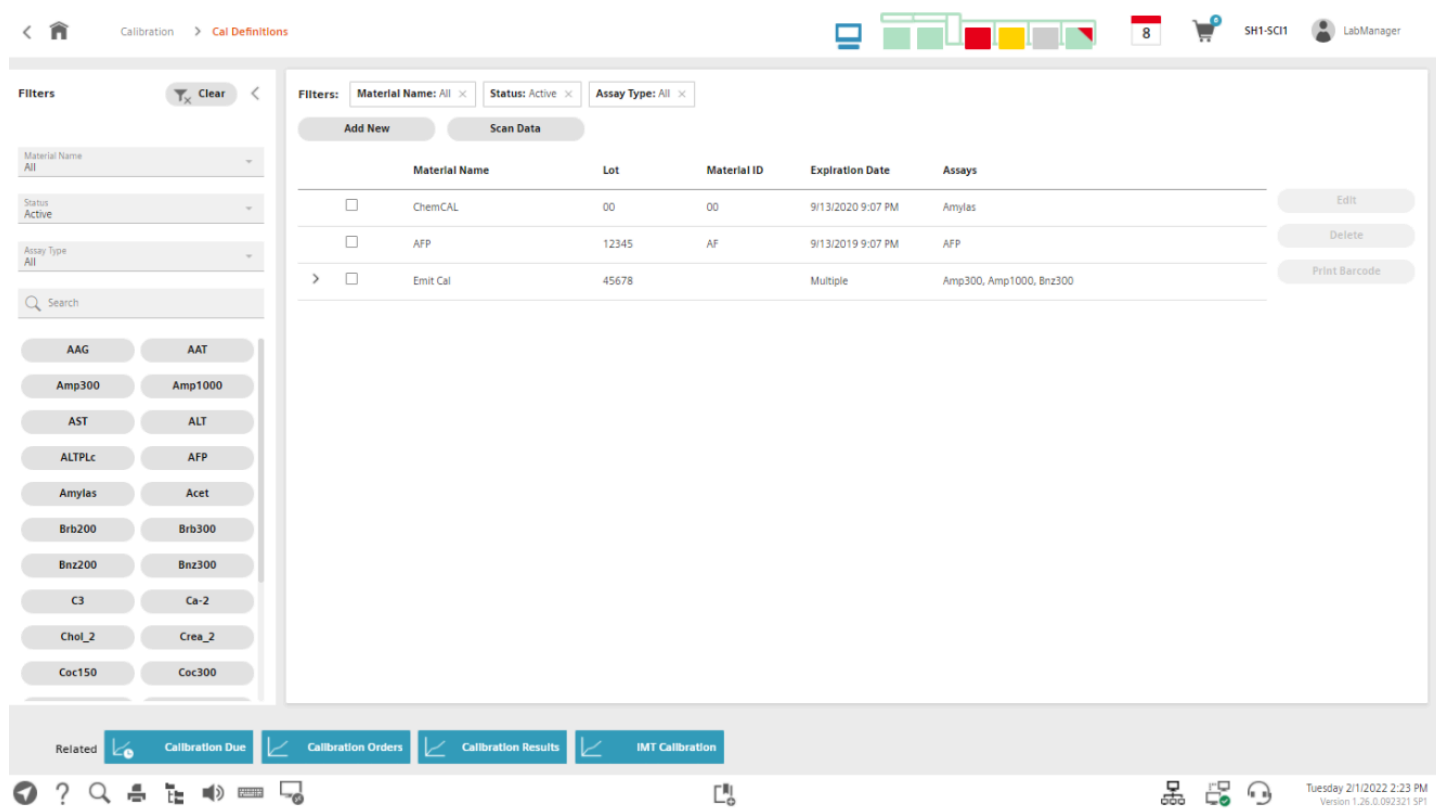 Calibration > Cal Definitions
8
6
SH1-SCI1
LabManager
Filters
Clear
Material Name
All
Status
Active
Assay Type
All
Search
AAG AAT
Amp300 Amp1000
AST ALT
ALTPLc AFP
Amylas Acet
Brb200 Brb300
Bnz200 Bnz300
C3 Ca-2
Chol_2 Crea_2
Coc150 Coc300
Filters: Material Name: All × Status: Active × Assay Type: All ×
Add New Scan Data
Material Name Lot Material ID Expiration Date Assays
ChemCAL 00 00 9/13/2020 9:07 PM Amylas
AFP 12345 AF 9/13/2019 9:07 PM AFP
Emit Cal 45678 Multiple Amp300, Amp1000, Bnz300
Edit
Delete
Print Barcode
Related Calibration Due Calibration Orders Calibration Results IMT Calibration
Tuesday 2/1/2022 2:23 PM
Version 1.26.0.092321 SP1